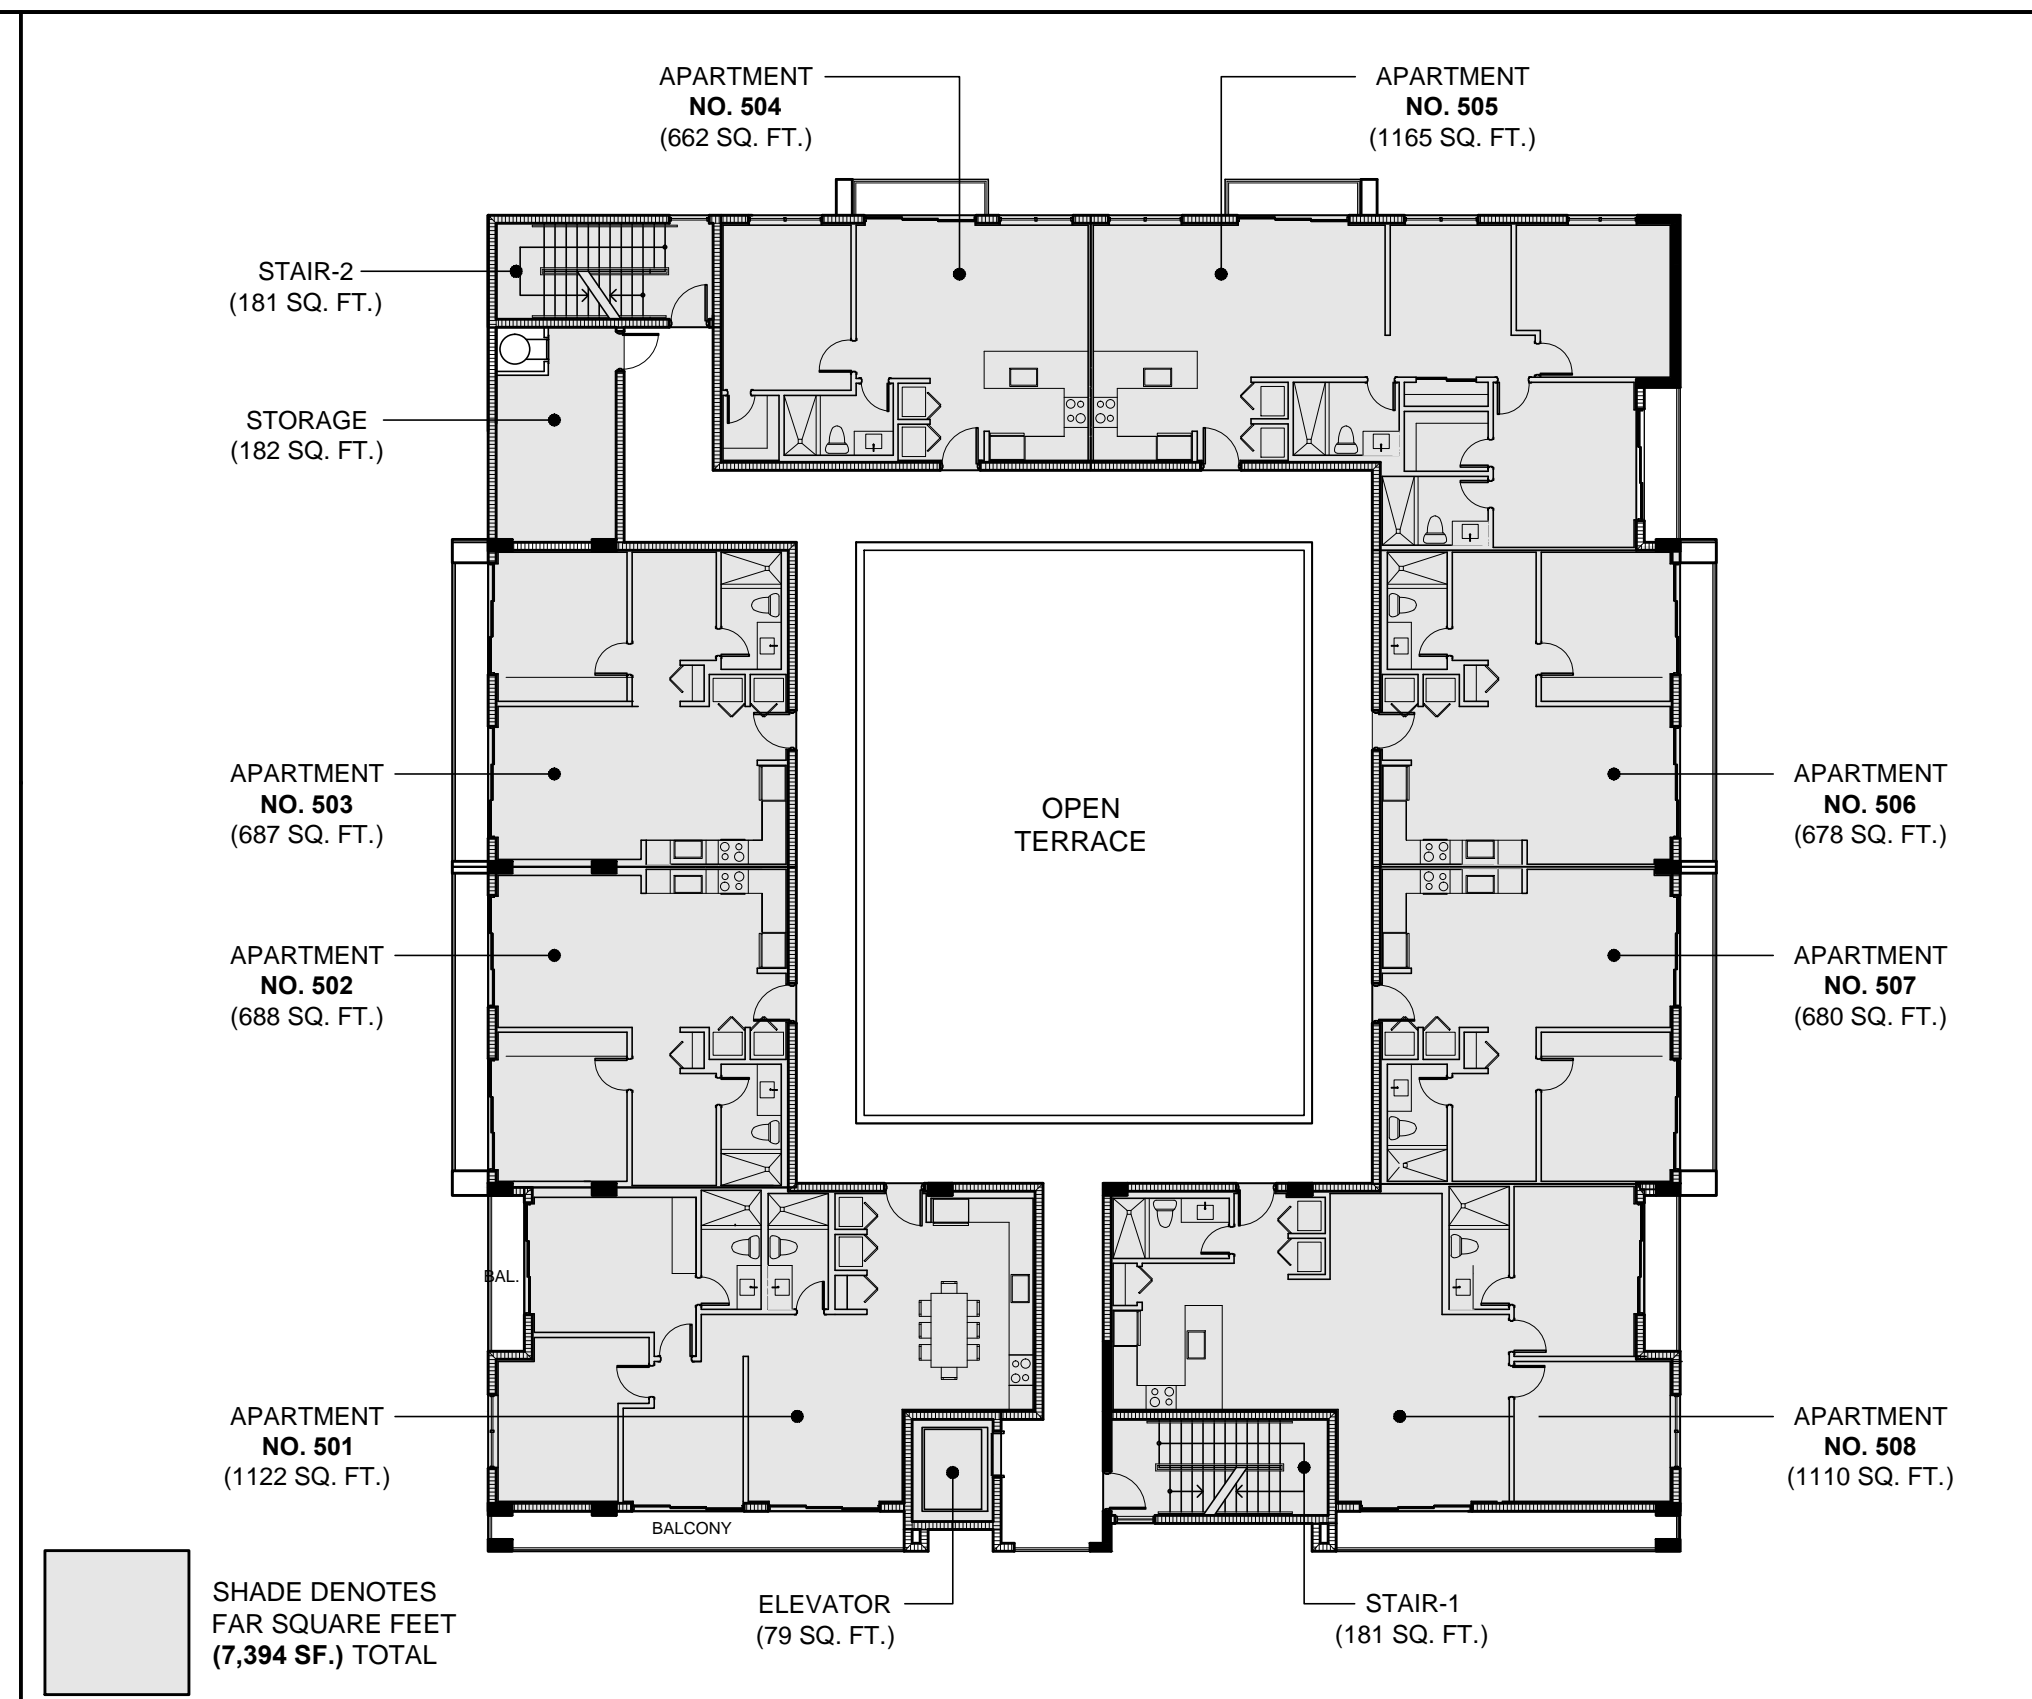 APARTMENT
NO. 504
(662 SQ. FT.)
APARTMENT
NO. 505
(1165 SQ. FT.)
STAIR-2
(181 SQ. FT.)
STORAGE
(182 SQ. FT.)
APARTMENT
NO. 503
(687 SQ. FT.)
OPEN
TERRACE
APARTMENT
NO. 506
(678 SQ. FT.)
APARTMENT
NO. 502
(688 SQ. FT.)
APARTMENT
NO. 507
(680 SQ. FT.)
BAL.
APARTMENT
NO. 501
(1122 SQ. FT.)
APARTMENT
NO. 508
(1110 SQ. FT.)
BALCONY
SHADE DENOTES
FAR SQUARE FEET
(7,394 SF.) TOTAL
ELEVATOR
(79 SQ. FT.)
STAIR-1
(181 SQ. FT.)